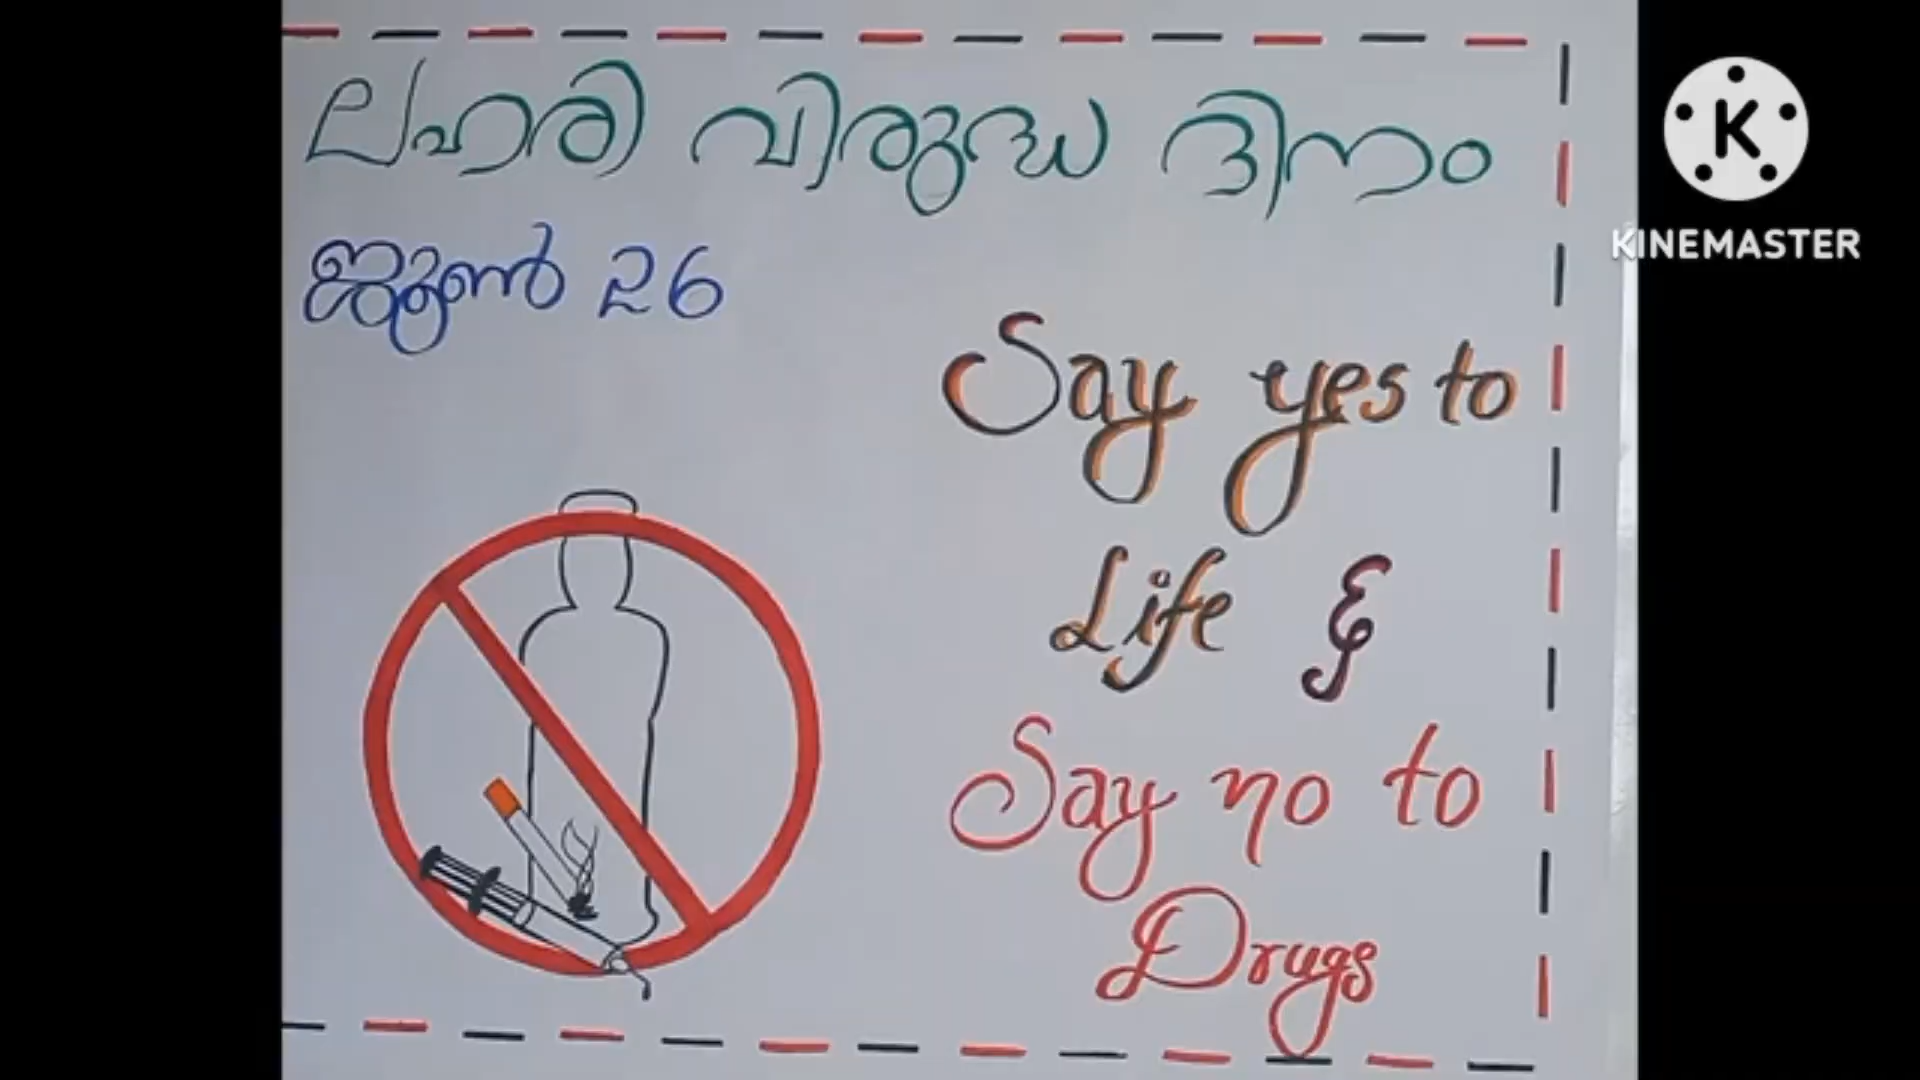 ലഹരി വിരുദ്ധ ദിനം
ജൂൺ 26
Say yes to
Life &
Say no to
Drugs
K
KINEMASTER